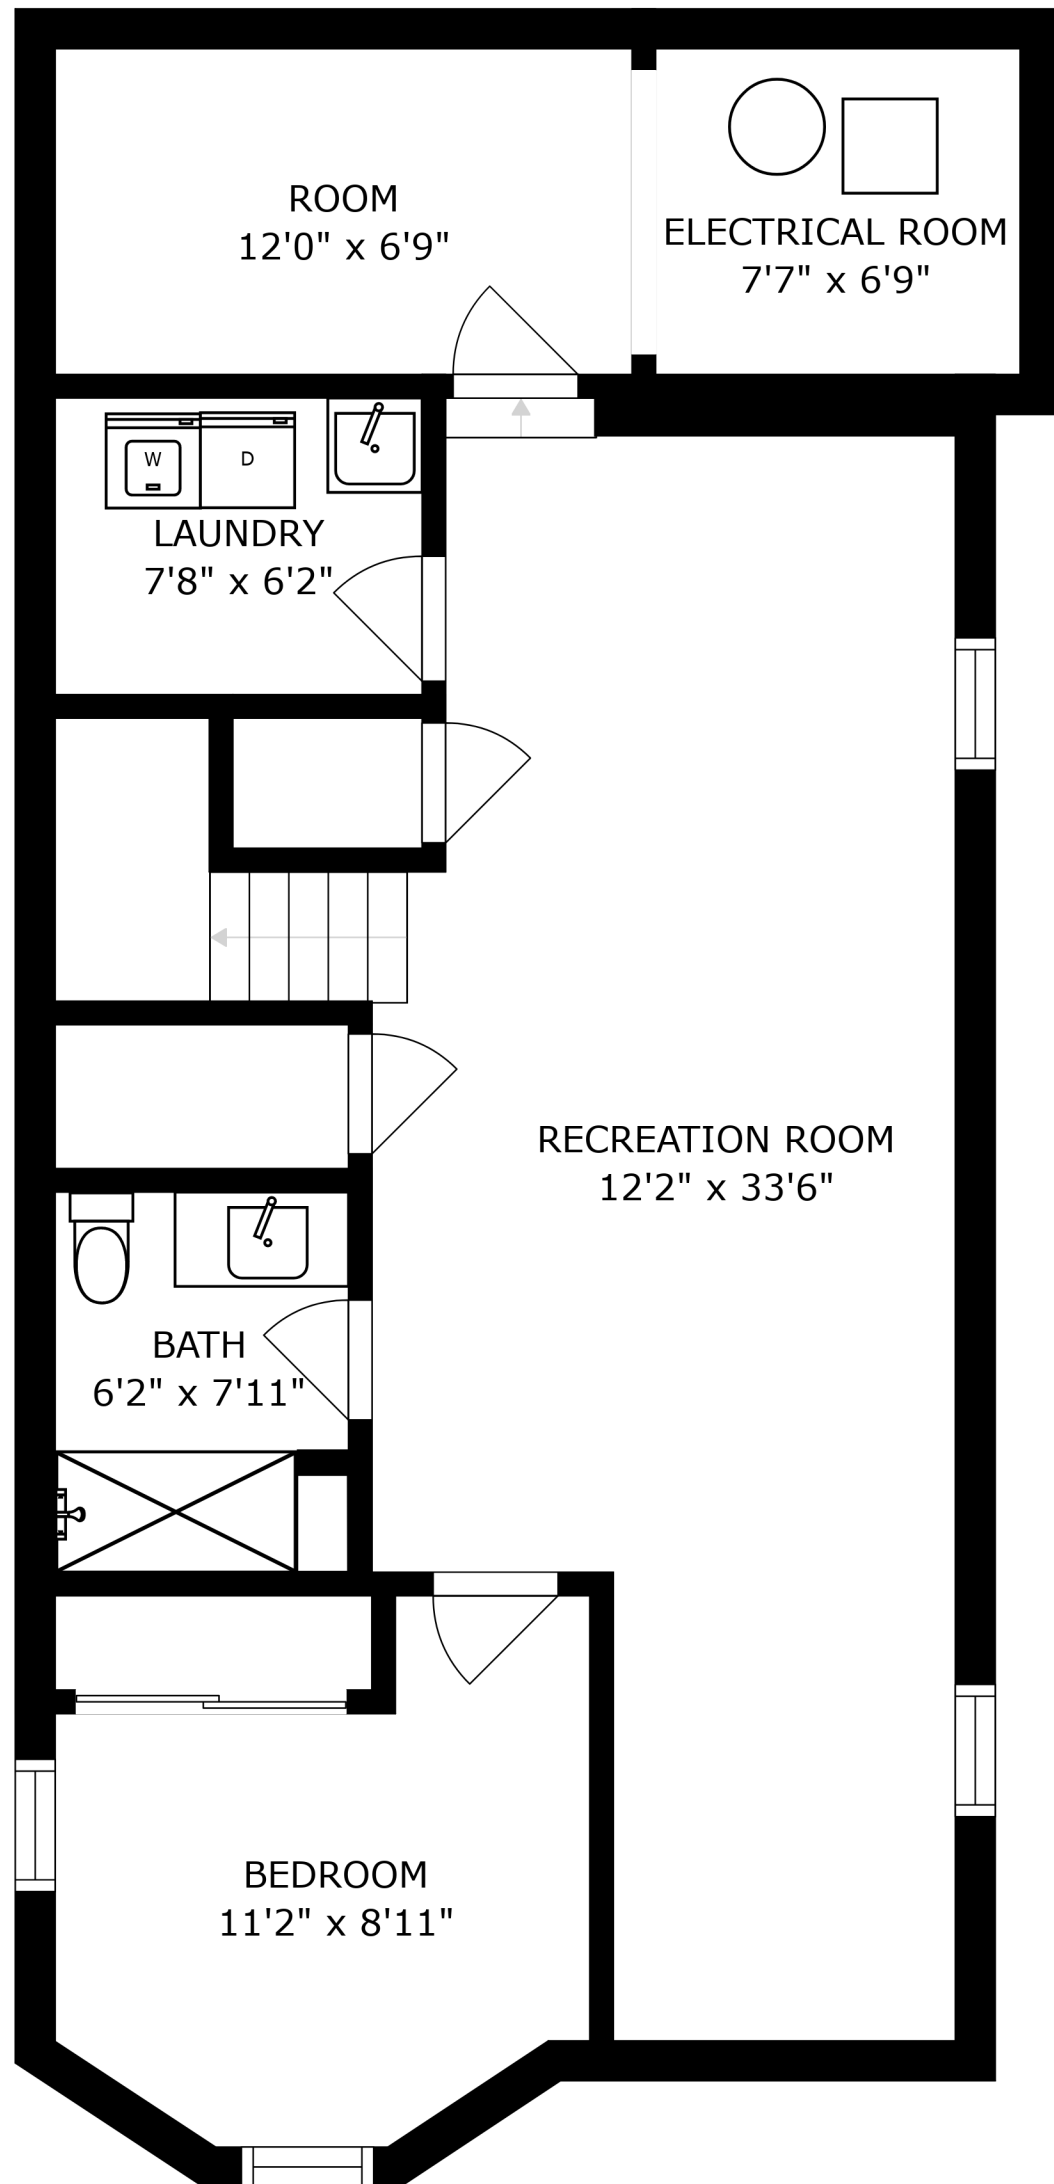 ROOM
12'0" x 6'9"
ELECTRICAL ROOM
7'7" x 6'9"
W
D
LAUNDRY
7'8" x 6'2"
RECREATION ROOM
12'2" x 33'6"
BATH
6'2" x 7'11"
BEDROOM
11'2" x 8'11"